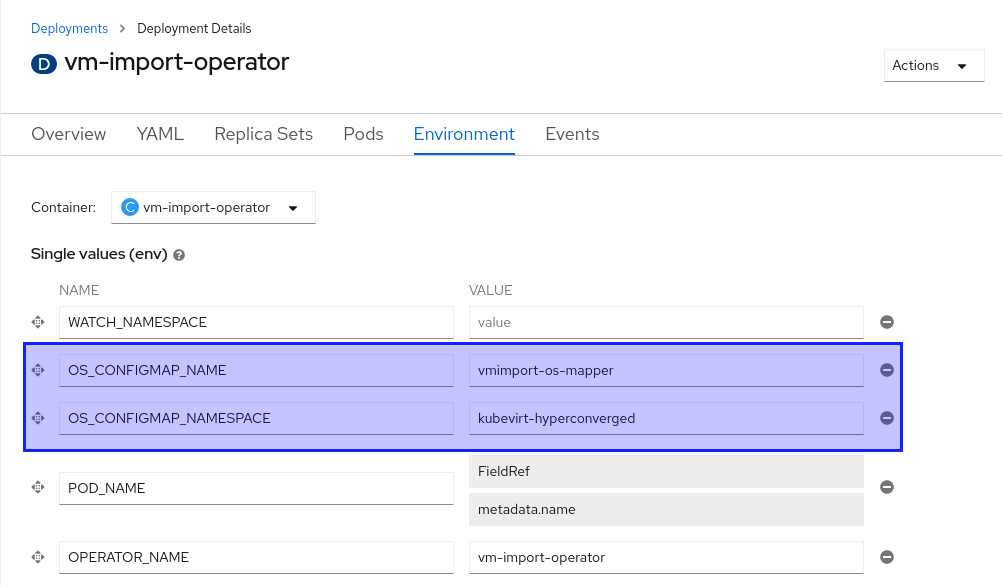 Deployments > Deployment Details
D vm-import-operator
Actions
Overview YAML Replica Sets Pods Environment Events
Container: C vm-import-operator
Single values (env) ?
NAME VALUE
WATCH_NAMESPACE value
OS_CONFIGMAP_NAME vmimport-os-mapper
OS_CONFIGMAP_NAMESPACE kubevirt-hyperconverged
FieldRef
POD_NAME
metadata.name
OPERATOR_NAME vm-import-operator